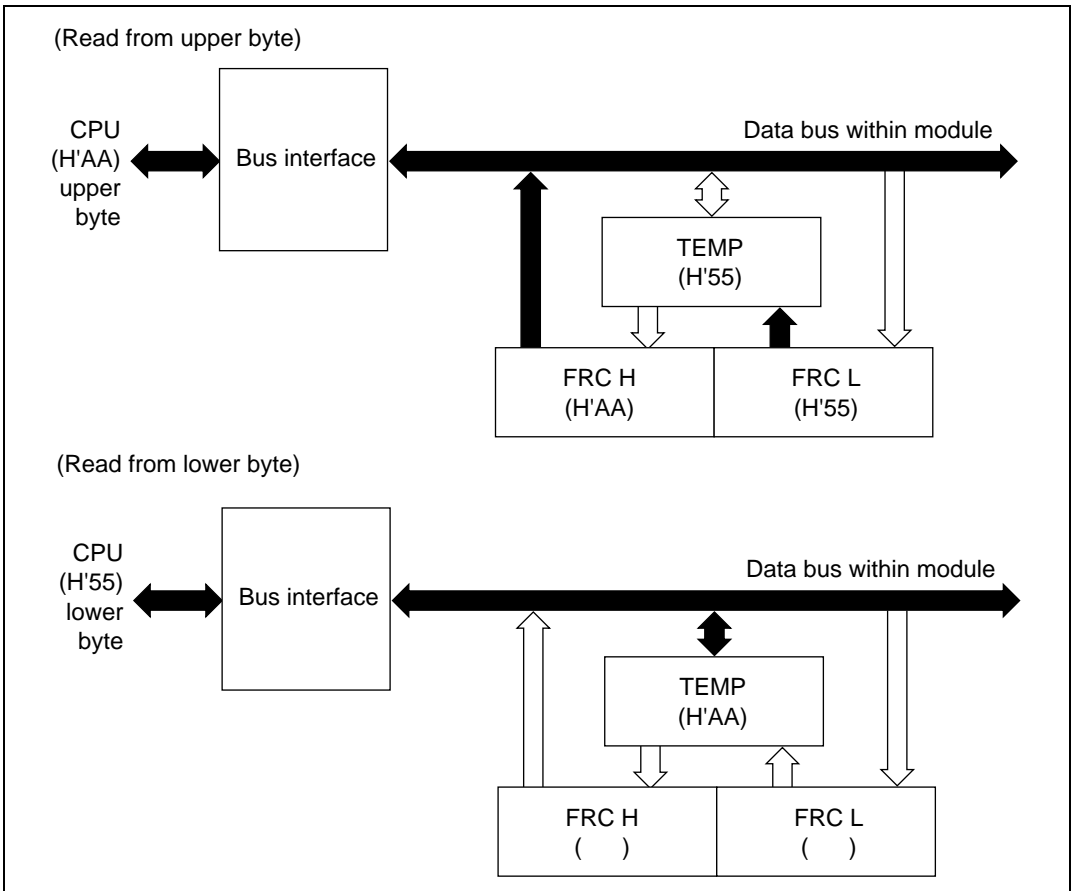 (Read from upper byte)
CPU
(H'AA)
upper
byte
Bus interface
Data bus within module
TEMP
(H'55)
FRC H
(H'AA)
FRC L
(H'55)
(Read from lower byte)
CPU
(H'55)
lower
byte
Bus interface
Data bus within module
TEMP
(H'AA)
FRC H
( )
FRC L
( )